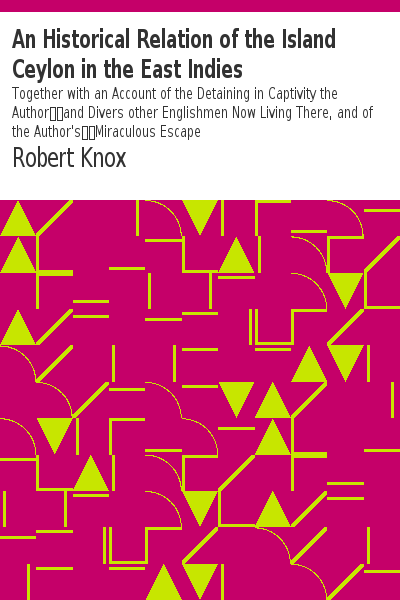 An Historical Relation of the Island
Ceylon in the East Indies
Together with an Account of the Detaining in Captivity the
Author▯▯and Divers other Englishmen Now Living There, and of
the Author's▯▯Miraculous Escape
Robert Knox